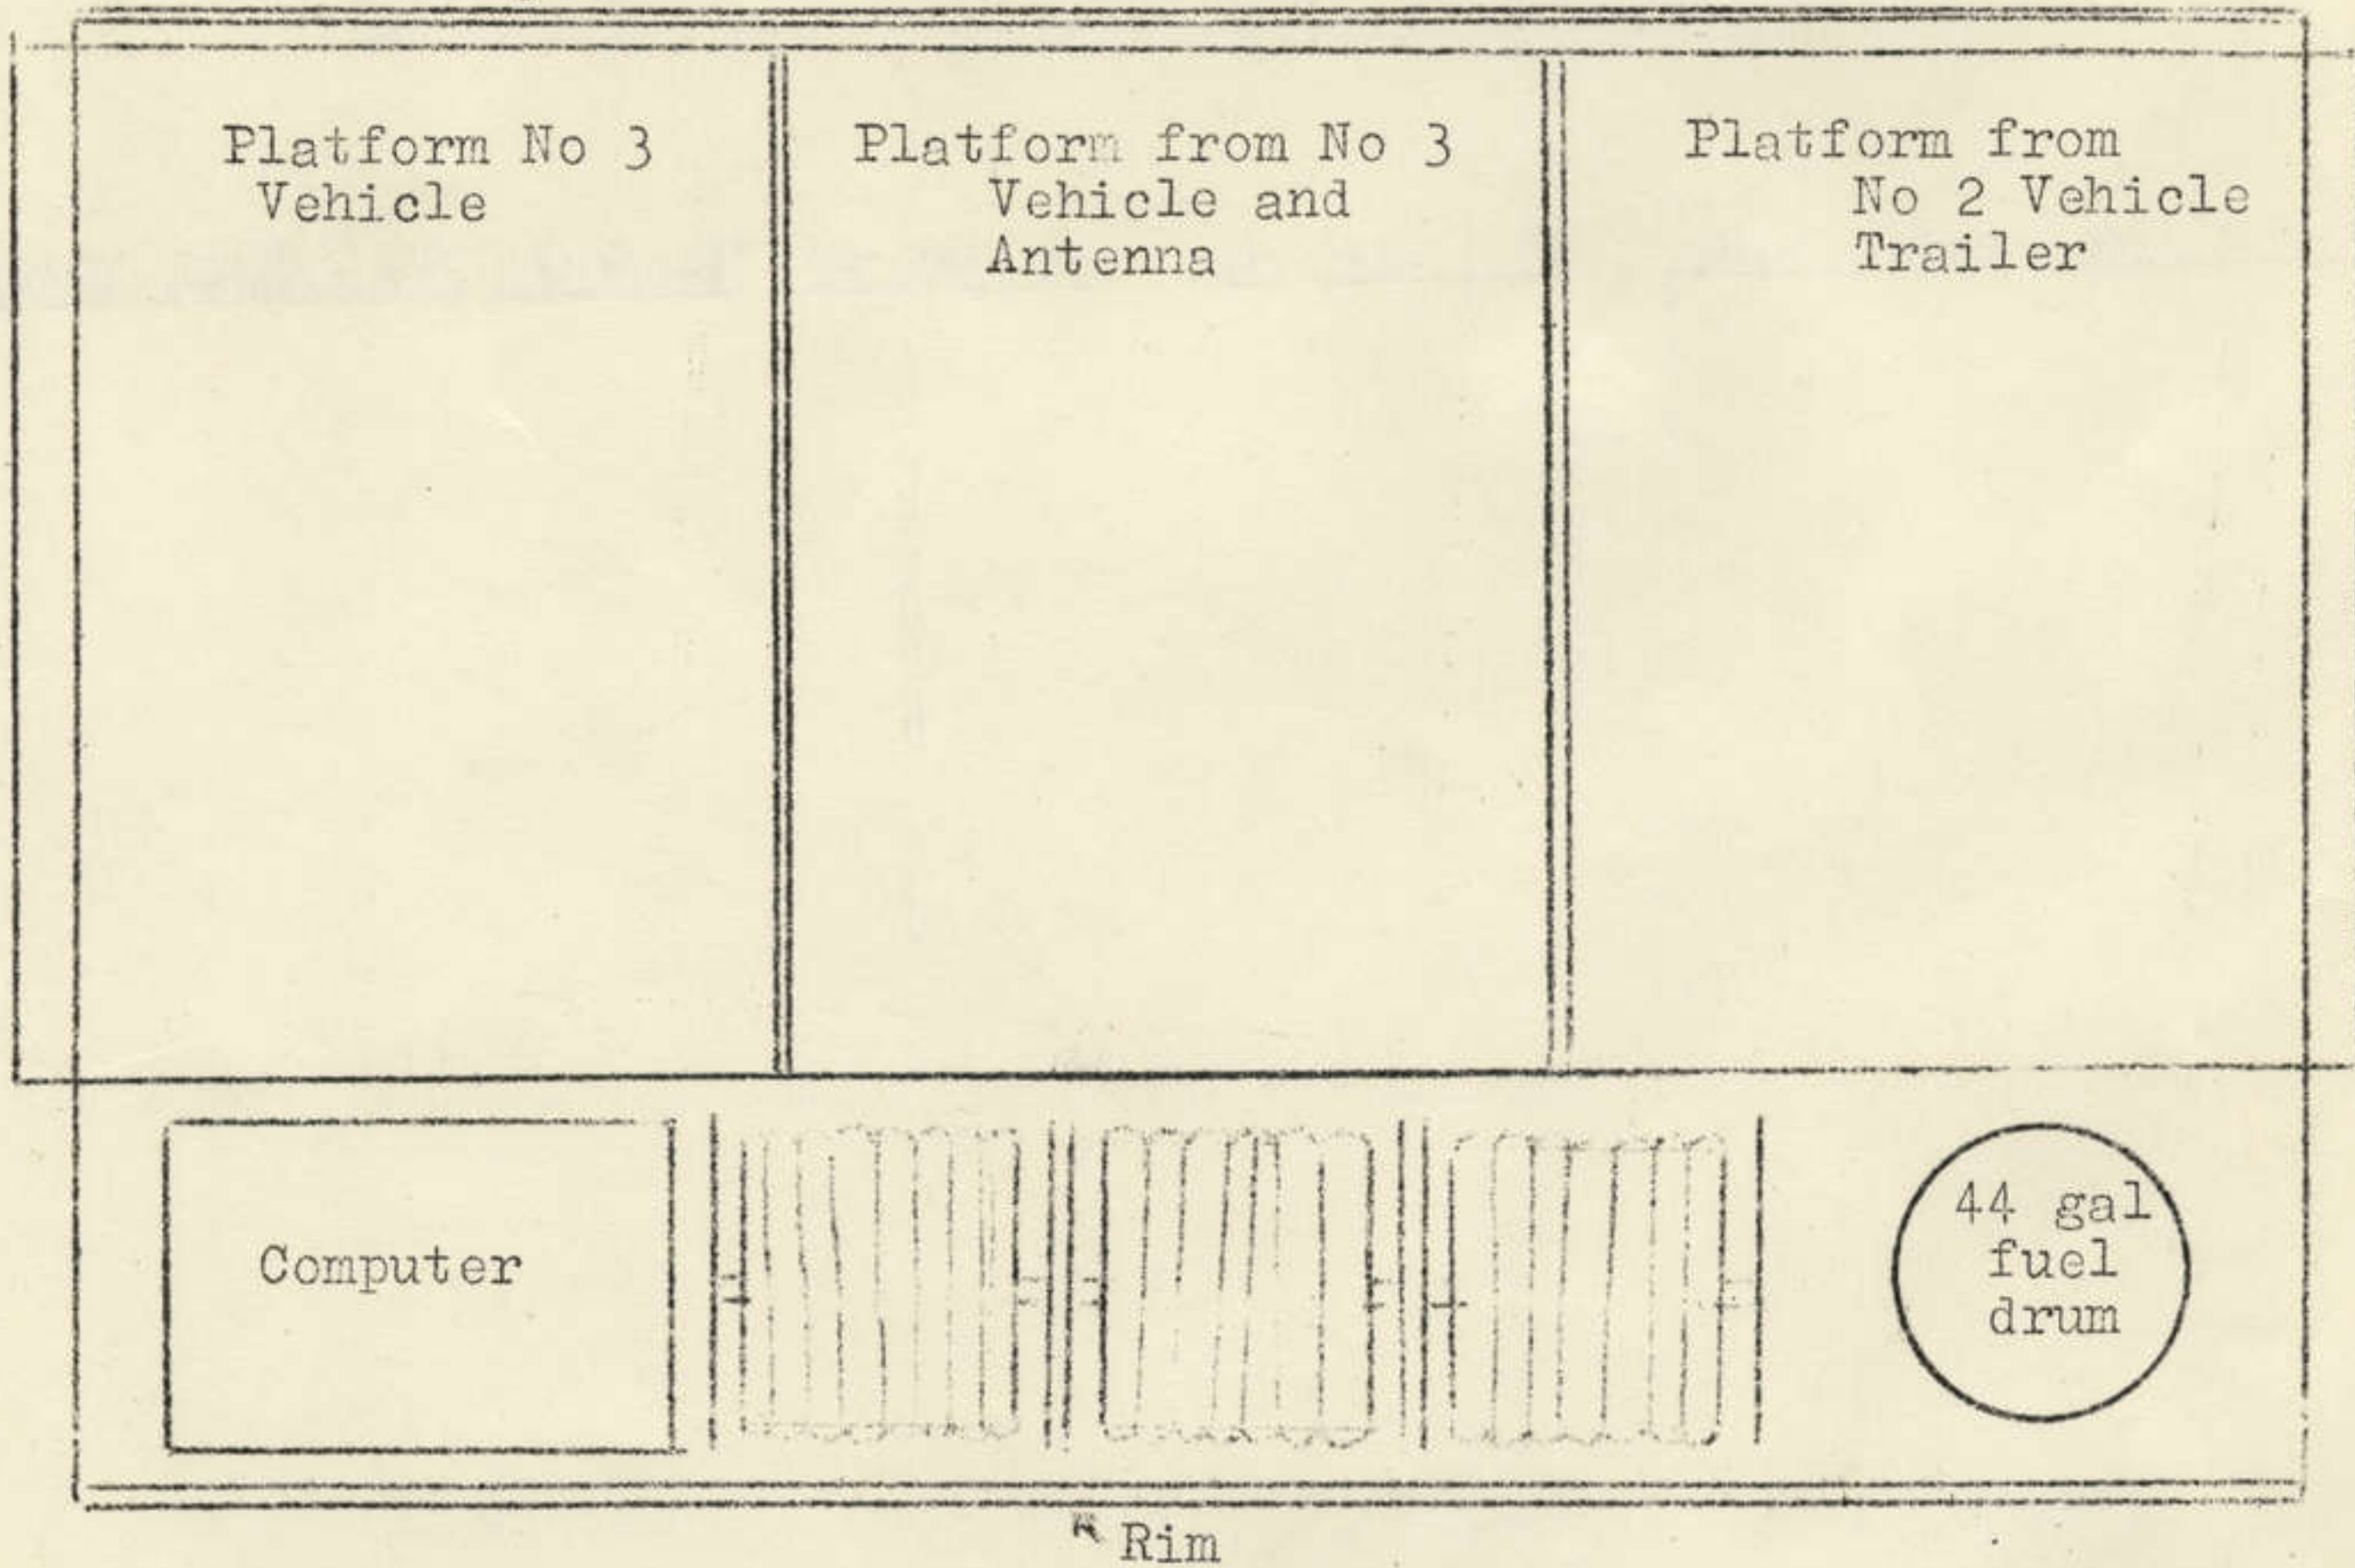 Platform No 3
Vehicle
Platform from No 3
Vehicle and
Antenna
Platform from
No 2 Vehicle
Trailer
Computer
44 gal
fuel
drum
Rim